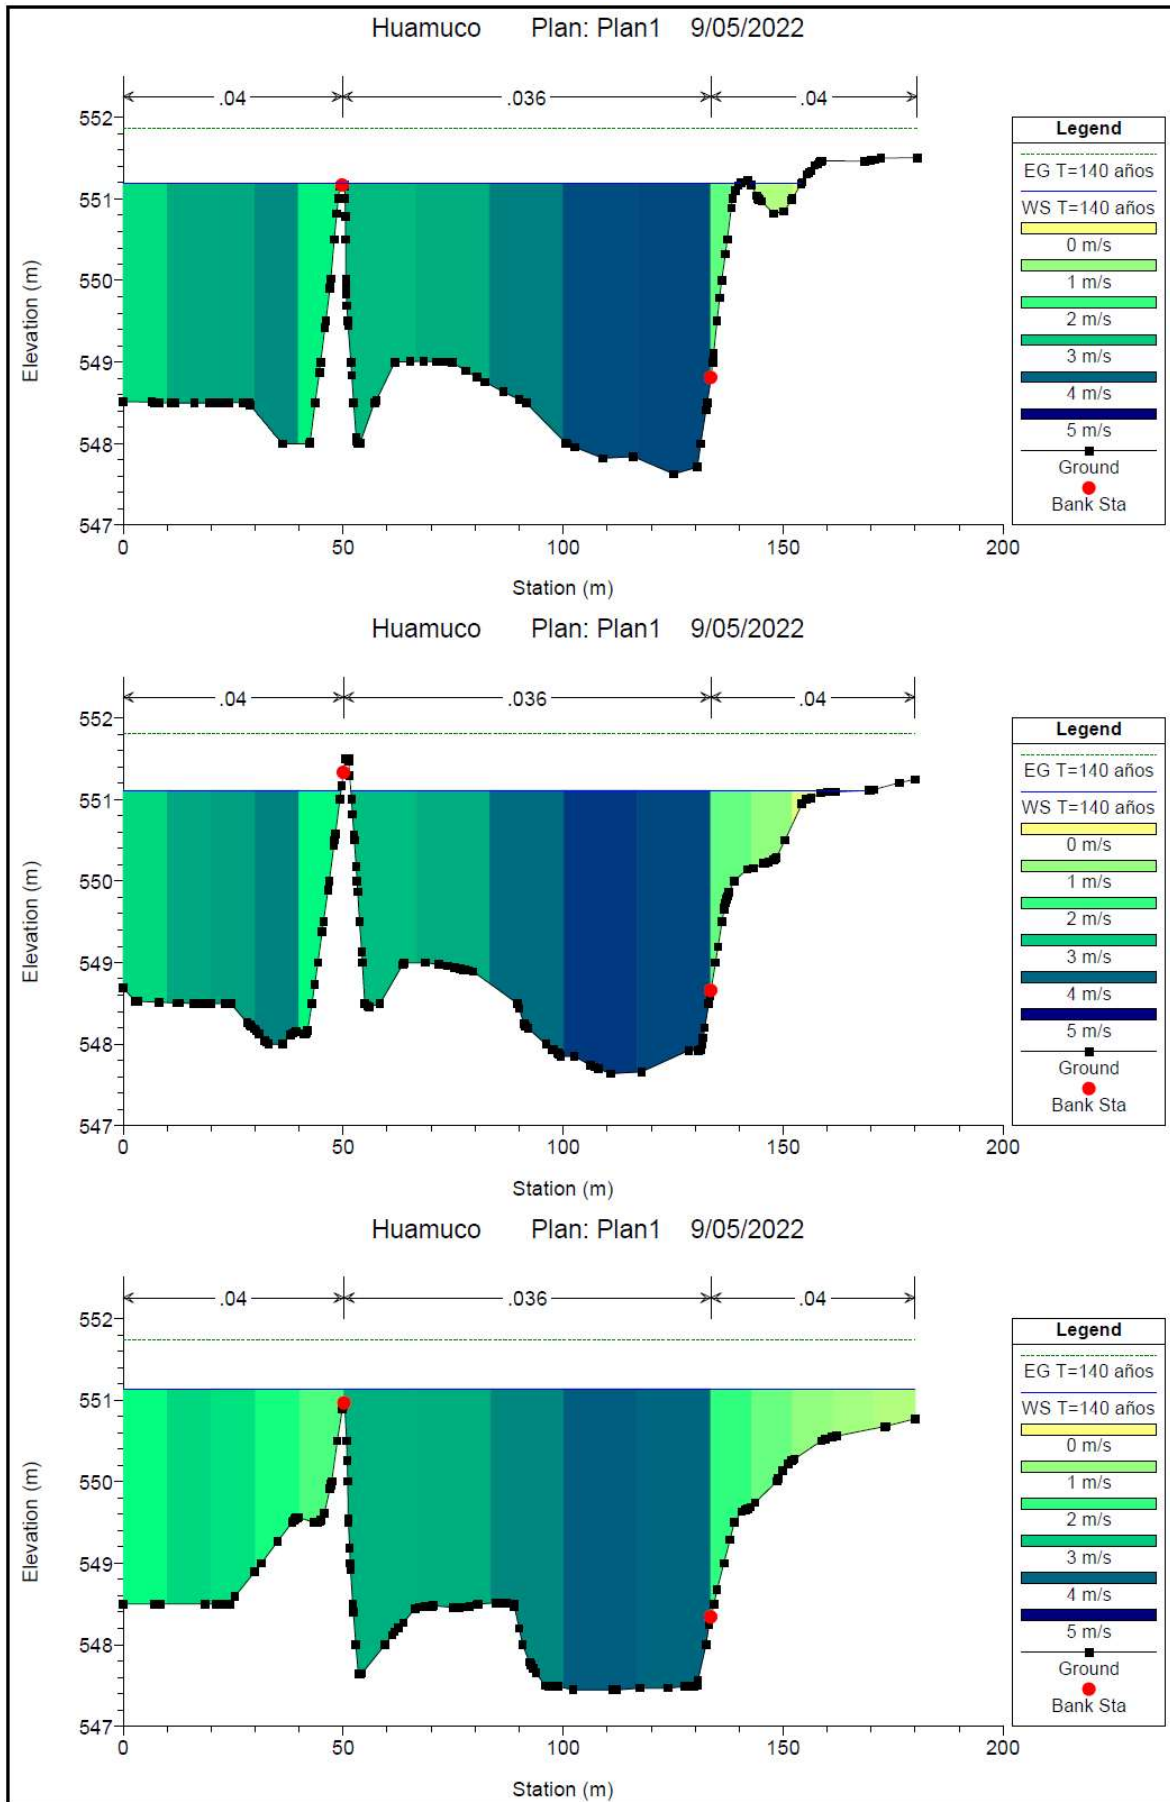 Huamuco Plan: Plan1 9/05/2022
.04 .036 .04
552
551
550
549
548
547
Elevation (m)
0 50 100 150 200
Station (m)
Legend
EG T=140 años
WS T=140 años
0 m/s
1 m/s
2 m/s
3 m/s
4 m/s
5 m/s
Ground
Bank Sta
Huamuco Plan: Plan1 9/05/2022
.04 .036 .04
552
551
550
549
548
547
Elevation (m)
0 50 100 150 200
Station (m)
Legend
EG T=140 años
WS T=140 años
0 m/s
1 m/s
2 m/s
3 m/s
4 m/s
5 m/s
Ground
Bank Sta
Huamuco Plan: Plan1 9/05/2022
.04 .036 .04
552
551
550
549
548
547
Elevation (m)
0 50 100 150 200
Station (m)
Legend
EG T=140 años
WS T=140 años
0 m/s
1 m/s
2 m/s
3 m/s
4 m/s
5 m/s
Ground
Bank Sta